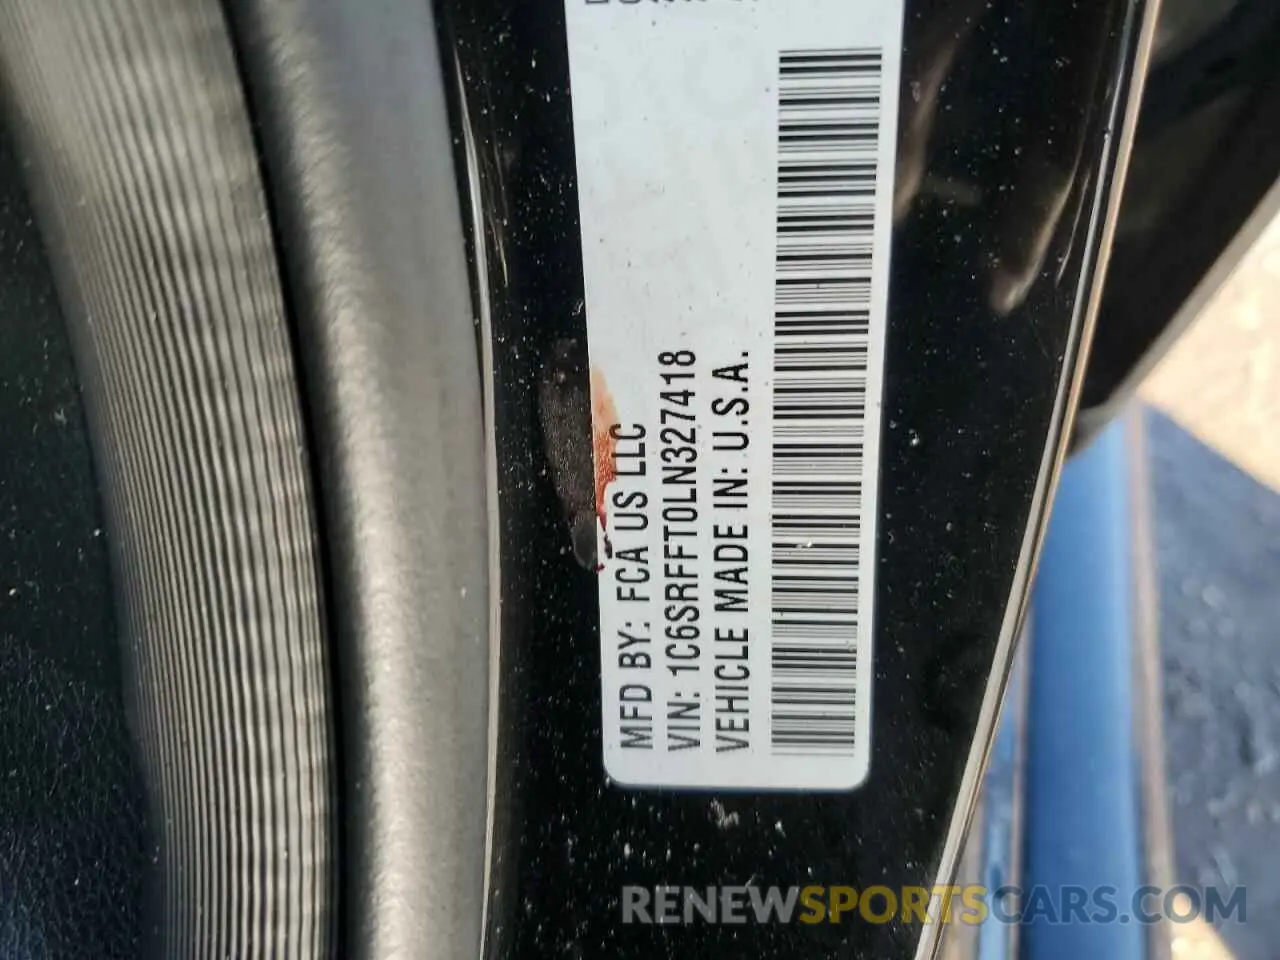 MFD BY: FCA US LLC
VIN: 1C6SRFFT0LN327418
VEHICLE MADE IN: U.S.A.
RENEWSPORTSCARS.COM